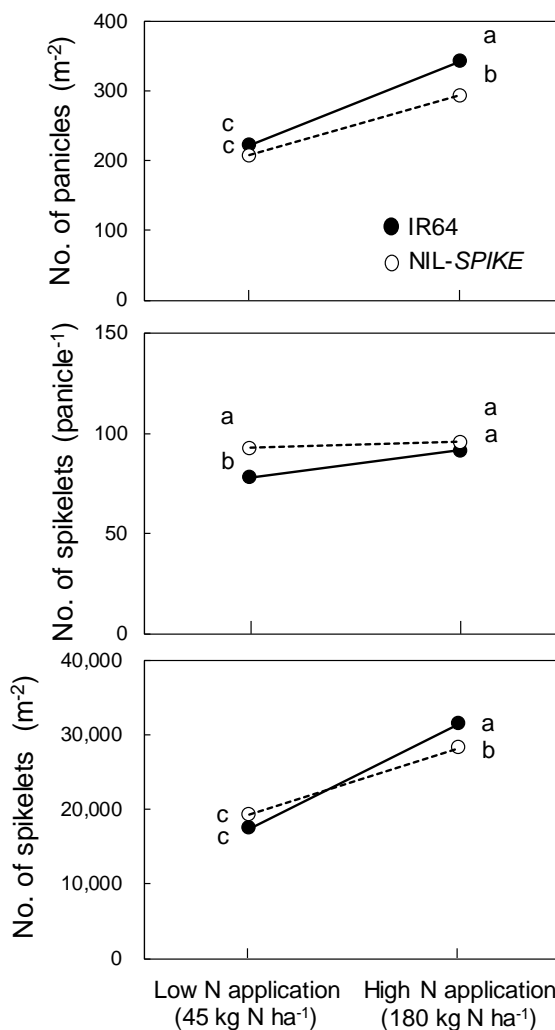 400
300
200
100
0
No. of panicles (m⁻²)
c
c
a
b
IR64
NIL-SPIKE
150
100
50
0
No. of spikelets (panicle⁻¹)
a
b
a
a
40,000
30,000
20,000
10,000
0
No. of spikelets (m⁻²)
c
c
a
b
Low N application
(45 kg N ha⁻¹)
High N application
(180 kg N ha⁻¹)